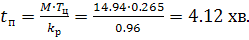 tп = M·Tц / kр = 14.94·0.265 / 0.96 = 4.12 хв.